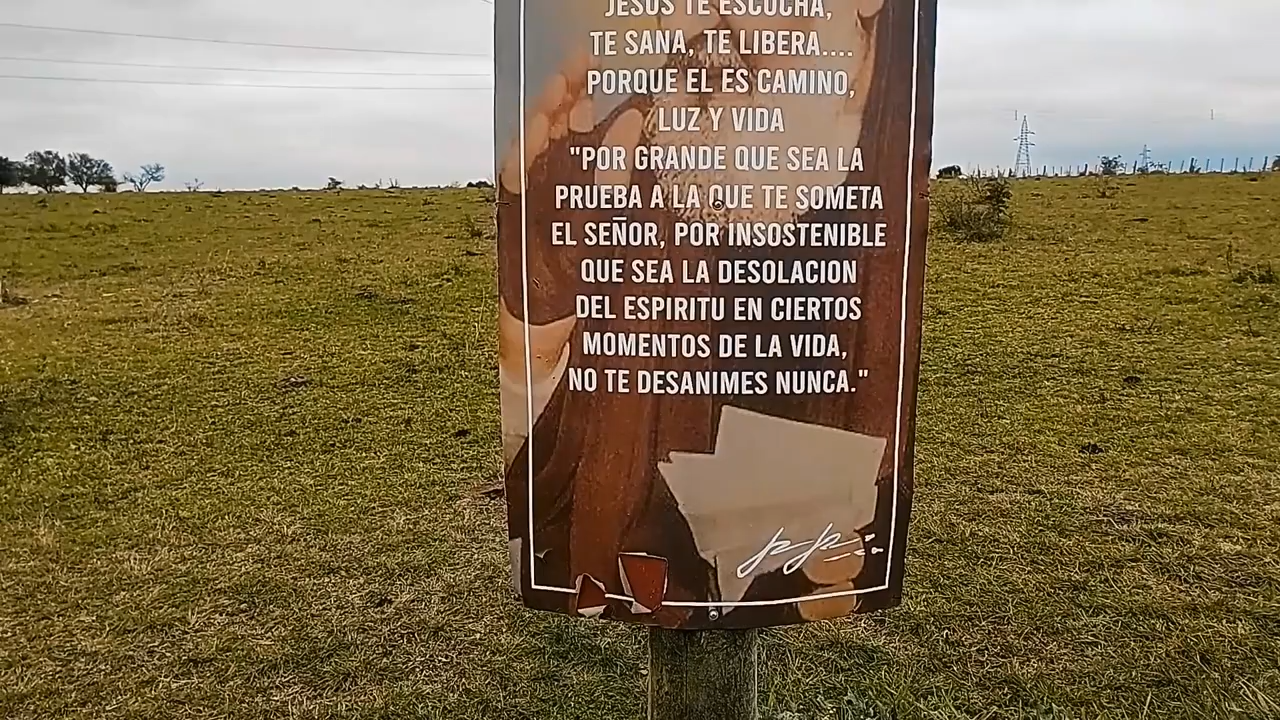 JESUS TE ESCUCHA,
TE SANA, TE LIBERA....
PORQUE EL ES CAMINO,
LUZ Y VIDA
"POR GRANDE QUE SEA LA
PRUEBA A LA QUE TE SOMETA
EL SEÑOR, POR INSOSTENIBLE
QUE SEA LA DESOLACION
DEL ESPIRITU EN CIERTOS
MOMENTOS DE LA VIDA,
NO TE DESANIMES NUNCA."